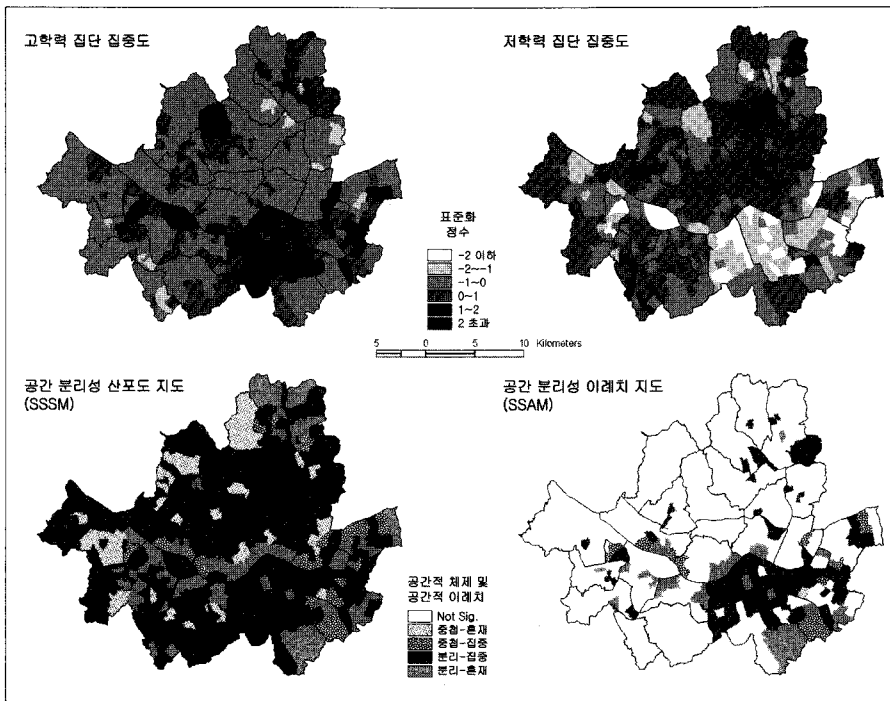 고학력 집단 집중도
저학력 집단 집중도
표준화
점수
-2 이하
-2~-1
-1~0
0~1
1~2
2 초과
5 0 5 10 Kilometers
공간 분리성 산포도 지도
(SSSM)
공간 분리성 이례치 지도
(SSAM)
공간적 체제 및
공간적 이례치
Not Sig.
중첩-혼재
중첩-집중
분리-집중
분리-혼재